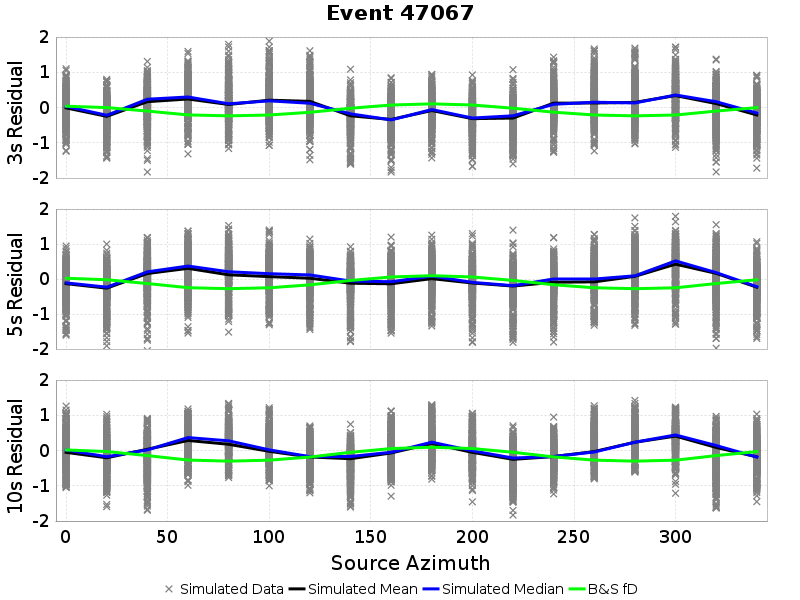 Event 47067
3s Residual
2
1
0
-1
-2
5s Residual
2
1
0
-1
-2
10s Residual
2
1
0
-1
-2
0 50 100 150 200 250 300
Source Azimuth
Simulated Data Simulated Mean Simulated Median B&S fD